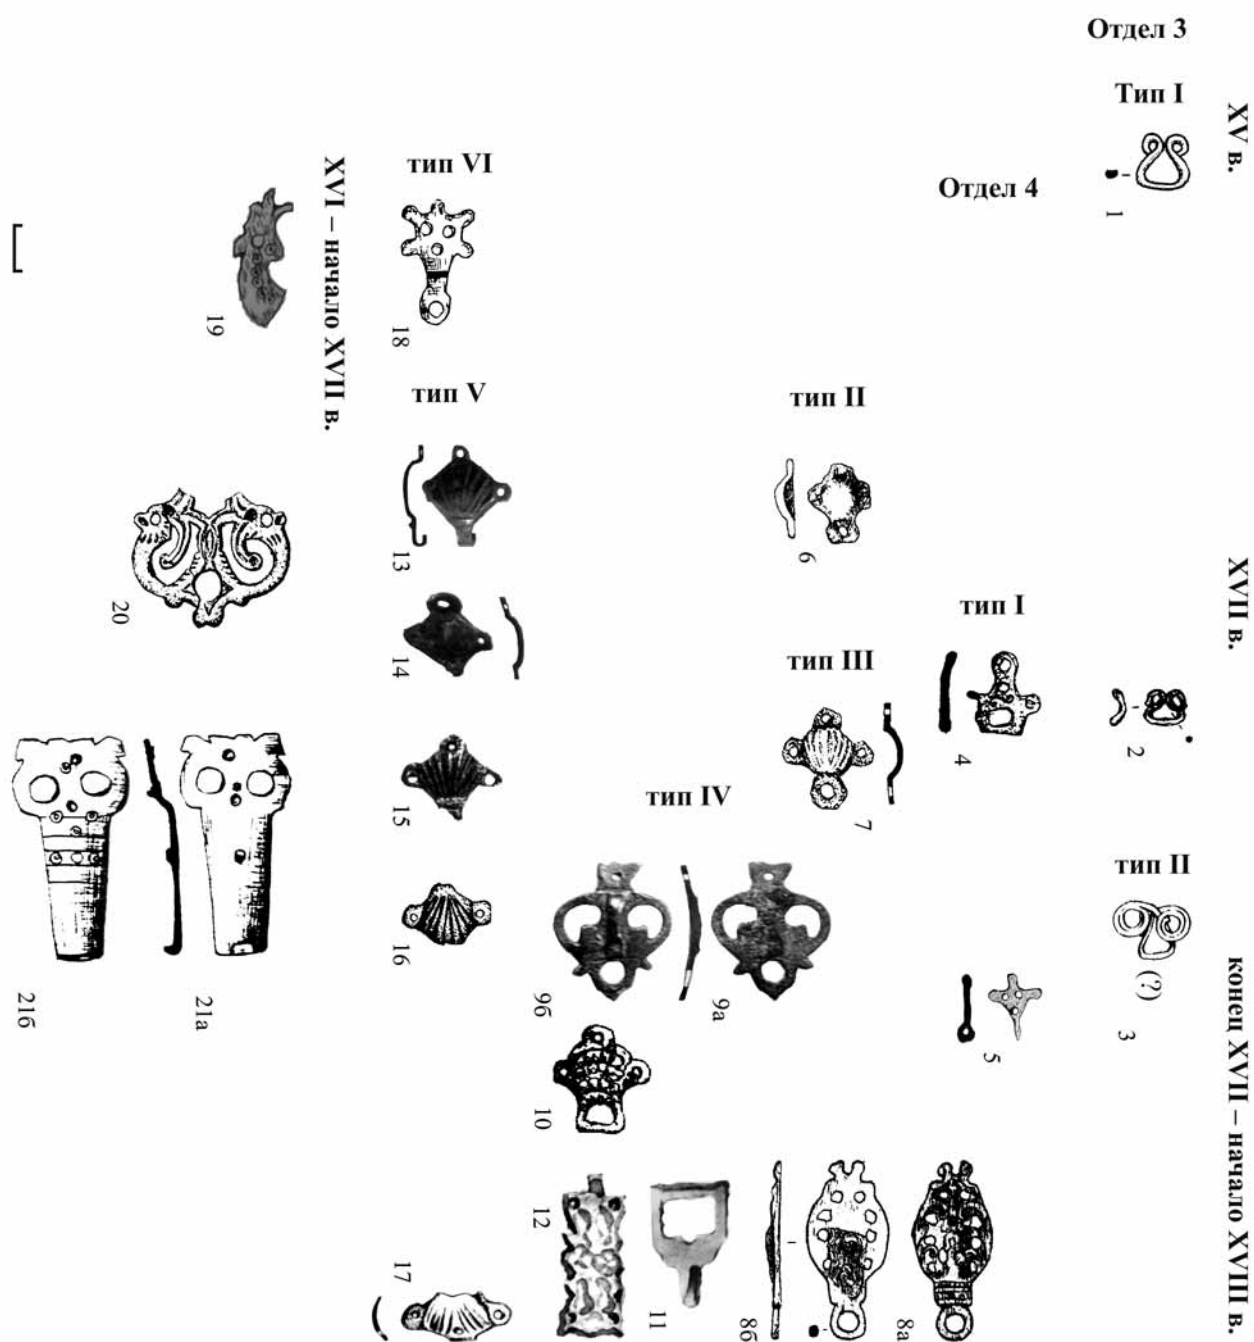 Отдел 3
Тип I
XV в.
1
Отдел 4
тип VI
18
XVI – начало XVII в.
19
тип V
13
тип II
6
XVII в.
тип I
4
2
тип III
7
20
14
15
16
тип IV
9а
9б
10
тип II
(?)
3
5
конец XVII – начало XVIII в.
21а
21б
12
11
8б
8а
17